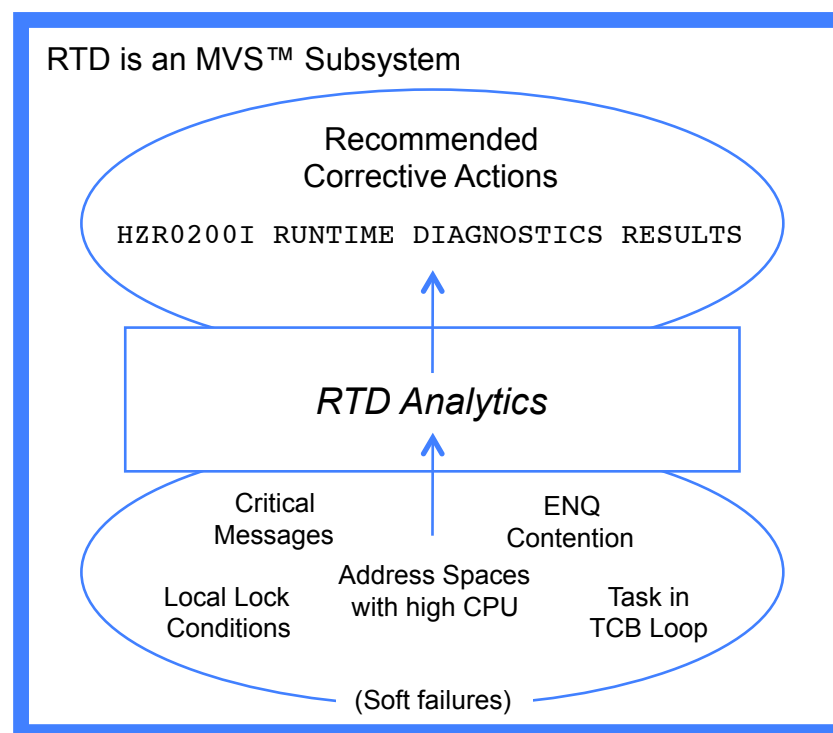 RTD is an MVS™ Subsystem
Recommended
Corrective Actions
HZR0200I RUNTIME DIAGNOSTICS RESULTS
RTD Analytics
Critical
Messages
ENQ
Contention
Address Spaces
with high CPU
Local Lock
Conditions
Task in
TCB Loop
(Soft failures)